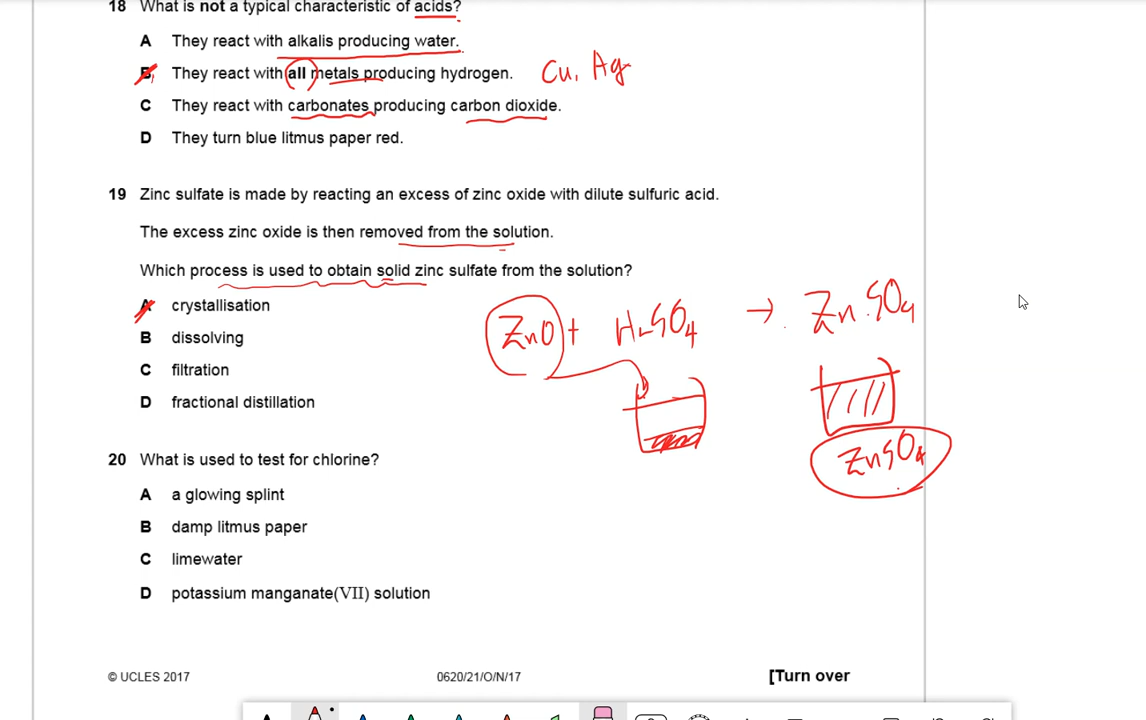 18 What is not a typical characteristic of acids?
A They react with alkalis producing water.
B They react with all metals producing hydrogen. Cu, Ag
C They react with carbonates producing carbon dioxide.
D They turn blue litmus paper red.
19 Zinc sulfate is made by reacting an excess of zinc oxide with dilute sulfuric acid.
The excess zinc oxide is then removed from the solution.
Which process is used to obtain solid zinc sulfate from the solution?
A crystallisation
B dissolving
C filtration
D fractional distillation
ZnO + H2SO4 → ZnSO4
ZnSO4
20 What is used to test for chlorine?
A a glowing splint
B damp litmus paper
C limewater
D potassium manganate(VII) solution
© UCLES 2017 0620/21/O/N/17 [Turn over